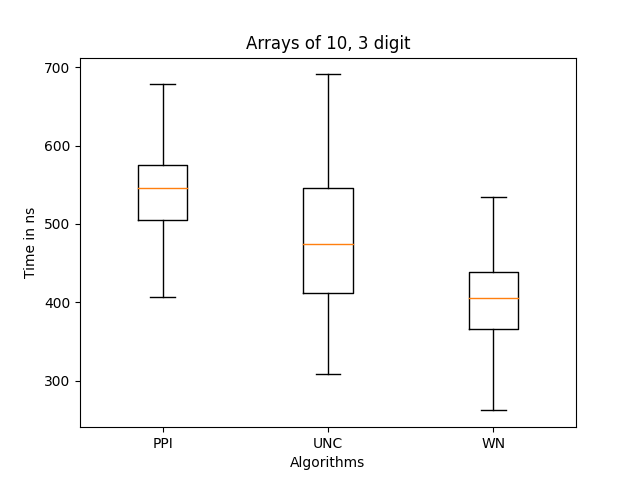 Arrays of 10, 3 digit
700
600
500
400
300
Time in ns
PPI
UNC
WN
Algorithms